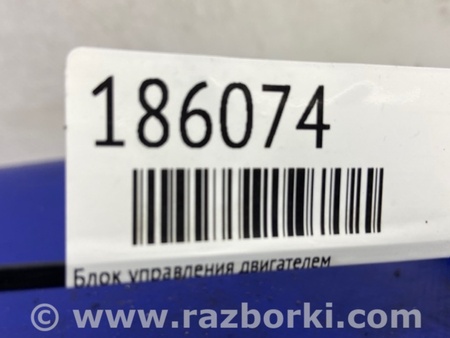 186074
Блок управления двигателем
© www.razborki.com